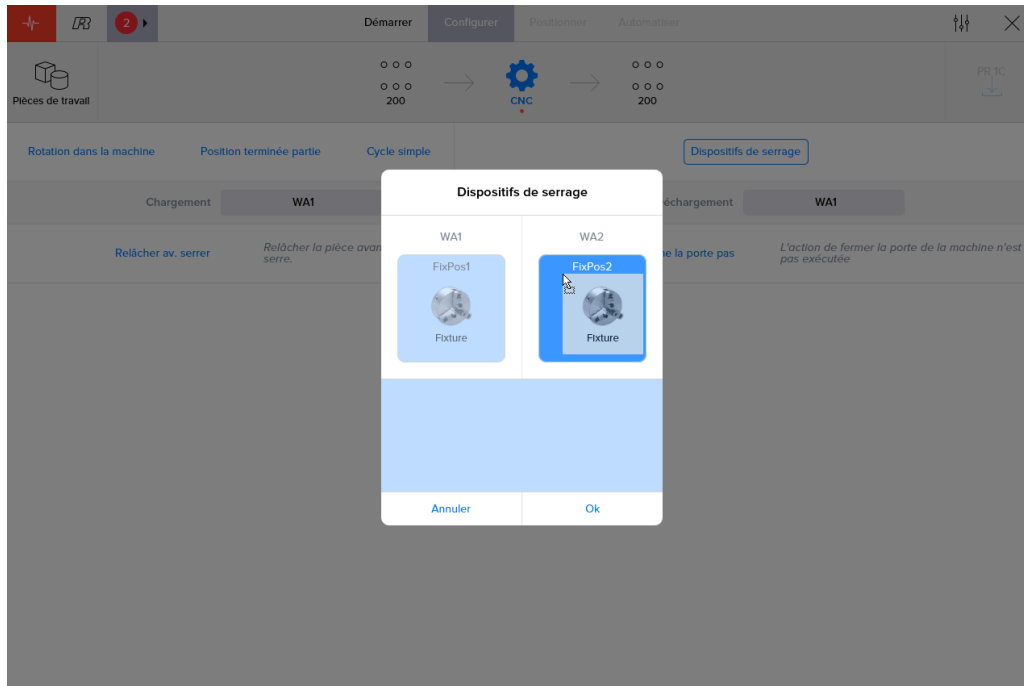 2
Démarrer
Configurer
Positionner
Automatiser
Pièces de travail
200
CNC
200
PR 1C
Rotation dans la machine
Position terminée partie
Cycle simple
Dispositifs de serrage
Chargement
WA1
échargement
WA1
Relâcher av. serrer
Relâcher la pièce avan
serre.
ne la porte pas
L'action de fermer la porte de la machine n'est
pas exécutée
Dispositifs de serrage
WA1
WA2
FixPos1
FixPos2
Fixture
Fixture
Annuler
Ok